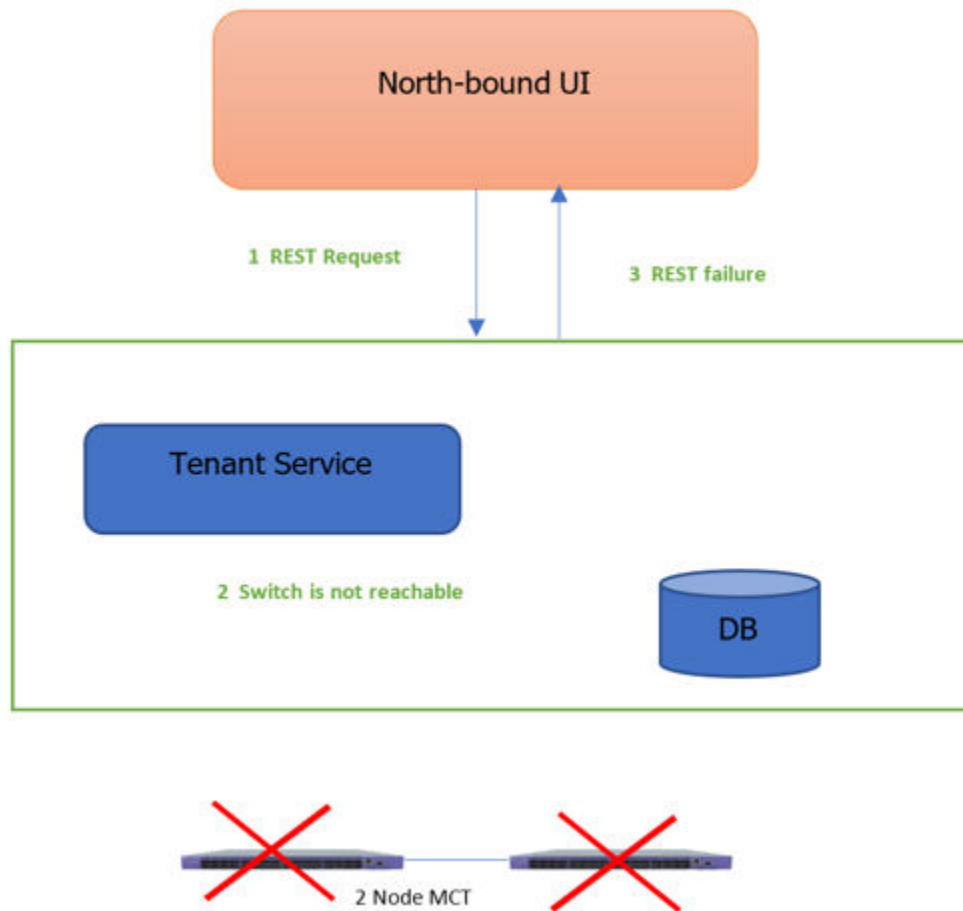 North-bound UI
1 REST Request
3 REST failure
Tenant Service
2 Switch is not reachable
DB
2 Node MCT